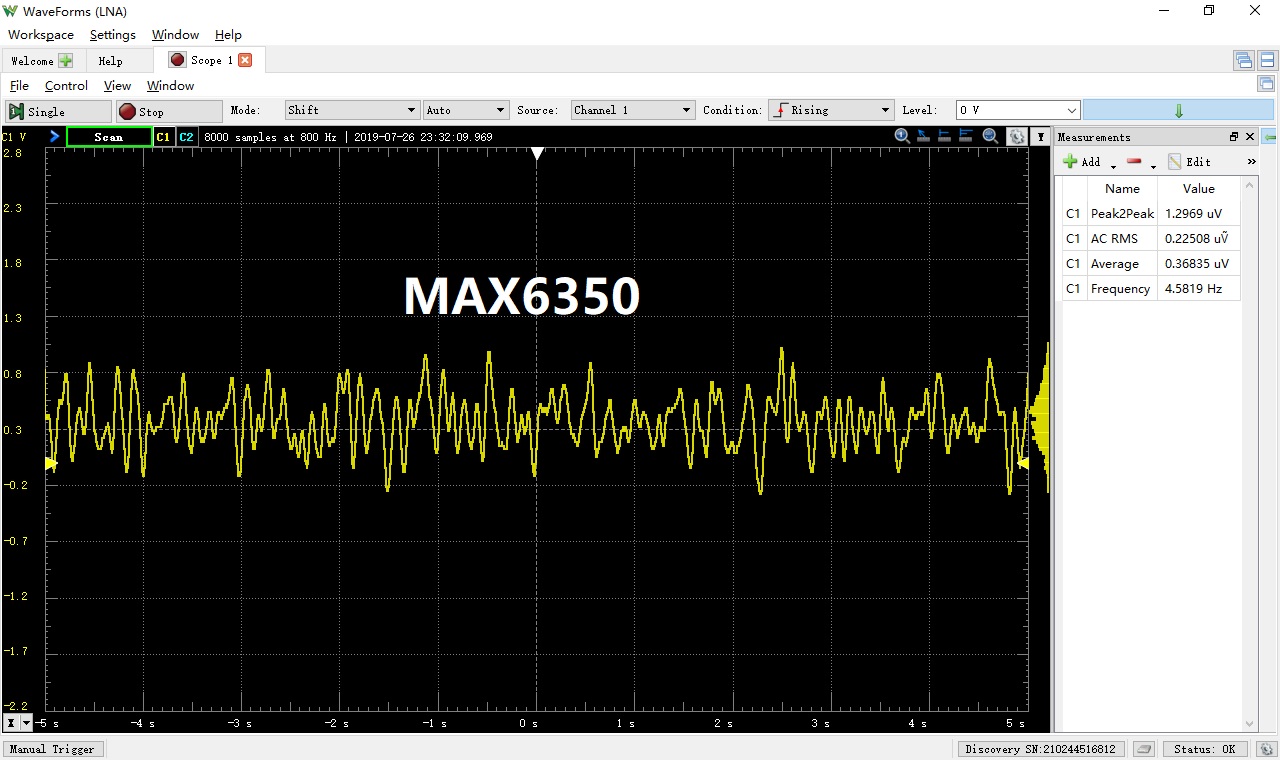 WaveForms (LNA)
Workspace Settings Window Help
Welcome Help Scope 1
File Control View Window
Single Stop Mode: Shift Auto Source: Channel 1 Condition: Rising Level: 0 V
C1 V Scan C1 C2 8000 samples at 800 Hz | 2019-07-26 23:32:09.969 Y
Measurements
Add Edit »
Name Value
C1 Peak2Peak 1.2969 uV
C1 AC RMS 0.22508 uṼ
C1 Average 0.36835 uV
C1 Frequency 4.5819 Hz
MAX6350
2.8
2.3
1.8
1.3
0.8
0.3
-0.2
-0.7
-1.2
-1.7
-2.2
X -5 s -4 s -3 s -2 s -1 s 0 s 1 s 2 s 3 s 4 s 5 s
Manual Trigger Discovery SN:210244516812 Status: OK